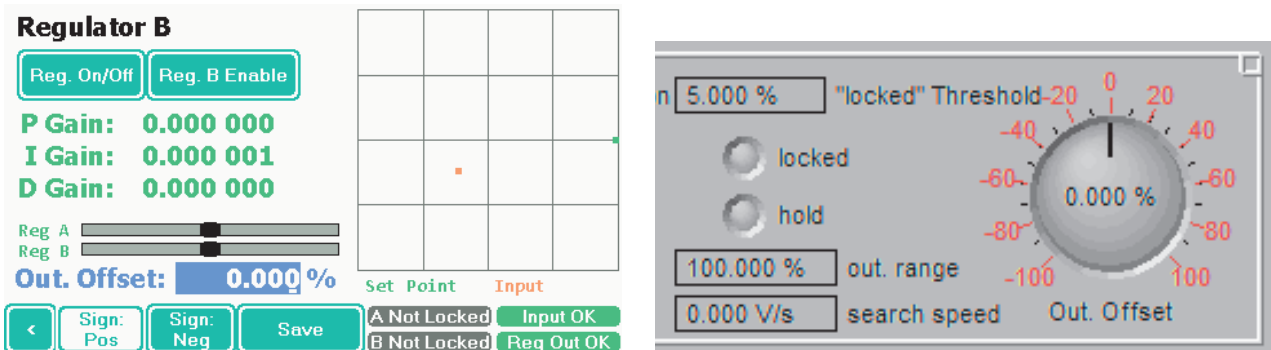 Regulator B
Reg. On/Off Reg. B Enable
P Gain: 0.000 000
I Gain: 0.000 001
D Gain: 0.000 000
Reg A
Reg B
Out. Offset: 0.000 %
< Sign: Pos Sign: Neg Save
Set Point Input
A Not Locked Input OK
B Not Locked Reg Out OK
n 5.000 % "locked" Threshold
locked
hold
100.000 % out. range
0.000 V/s search speed
-100 -80 -60 -40 -20 0 20 40 60 80 100
0.000 %
Out. Offset